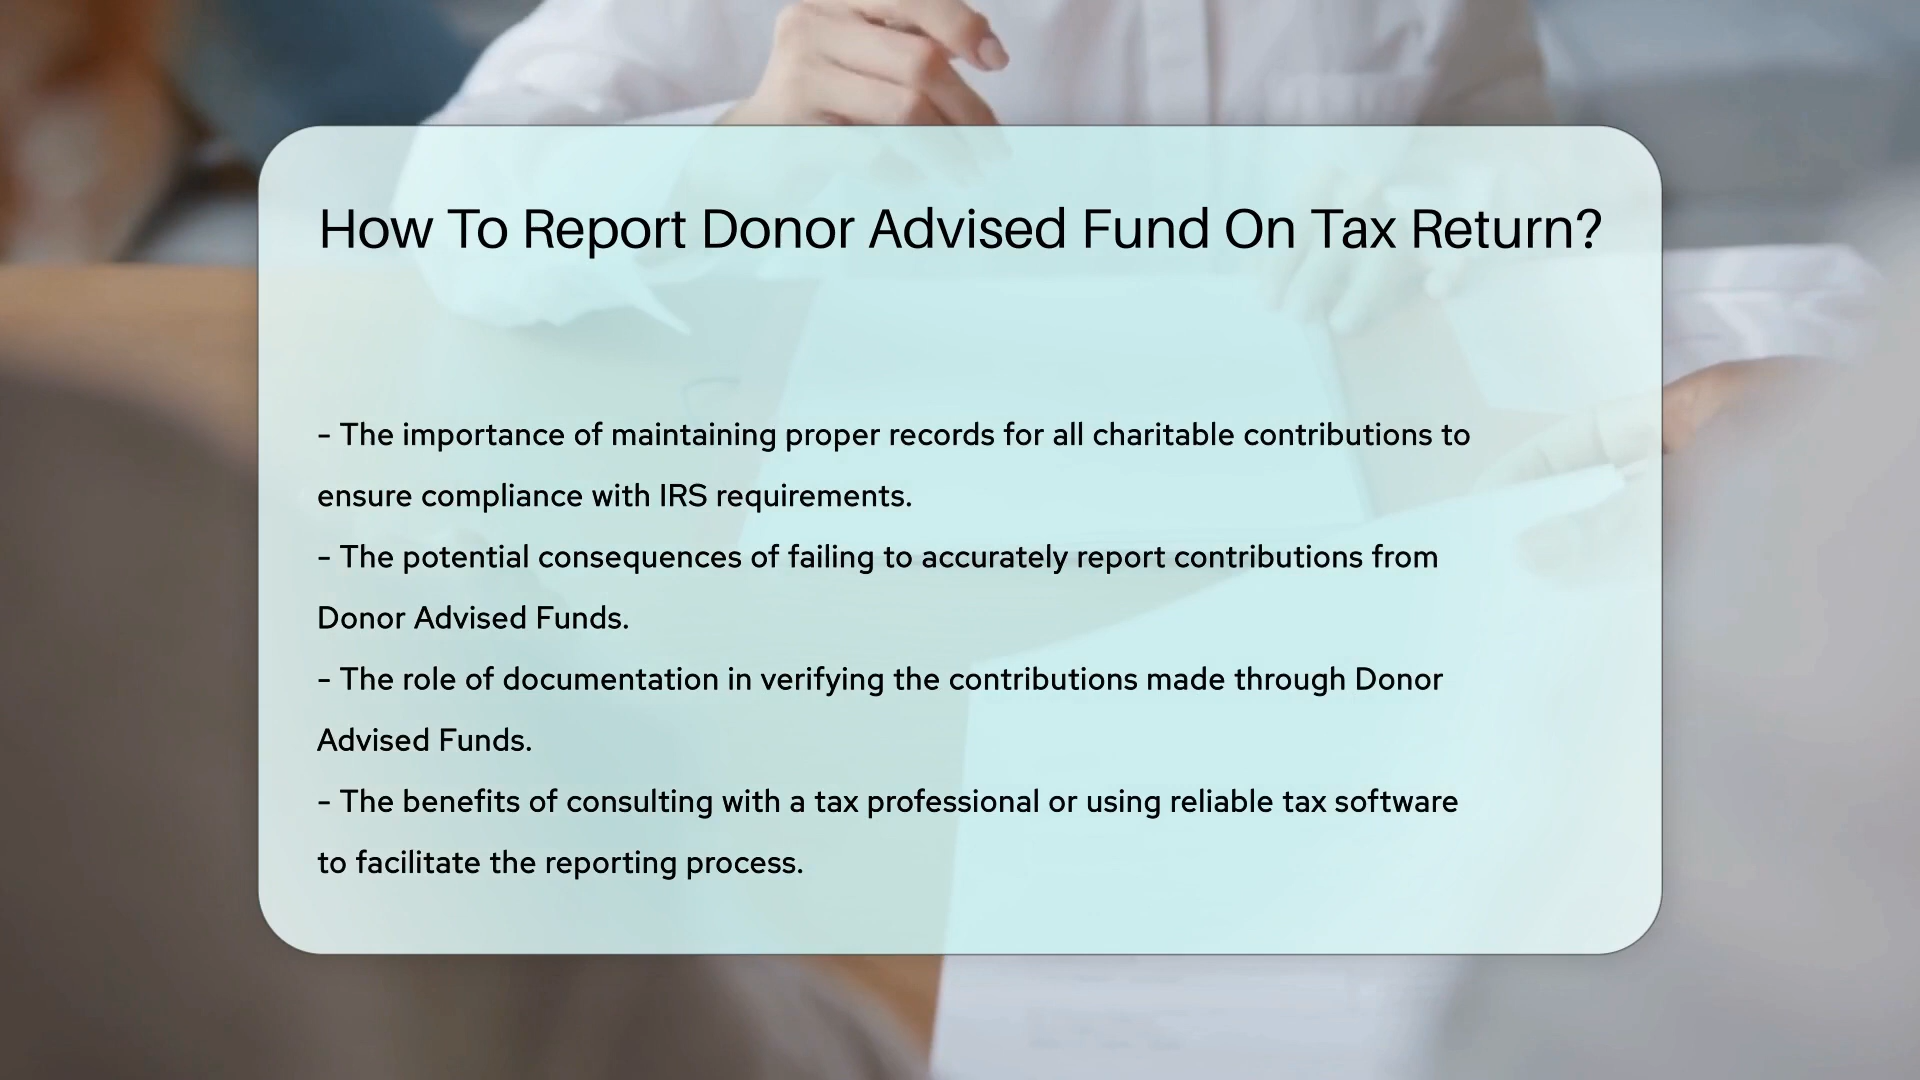 How To Report Donor Advised Fund On Tax Return?
- The importance of maintaining proper records for all charitable contributions to
ensure compliance with IRS requirements.
- The potential consequences of failing to accurately report contributions from
Donor Advised Funds.
- The role of documentation in verifying the contributions made through Donor
Advised Funds.
- The benefits of consulting with a tax professional or using reliable tax software
to facilitate the reporting process.